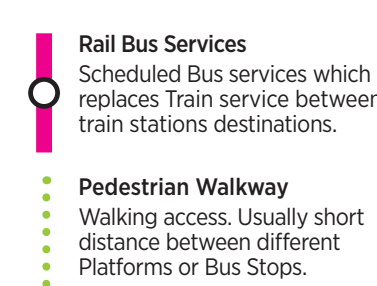 Rail Bus Services
Scheduled Bus services which
replaces Train service between
train stations destinations.
Pedestrian Walkway
Walking access. Usually short
distance between different
Platforms or Bus Stops.